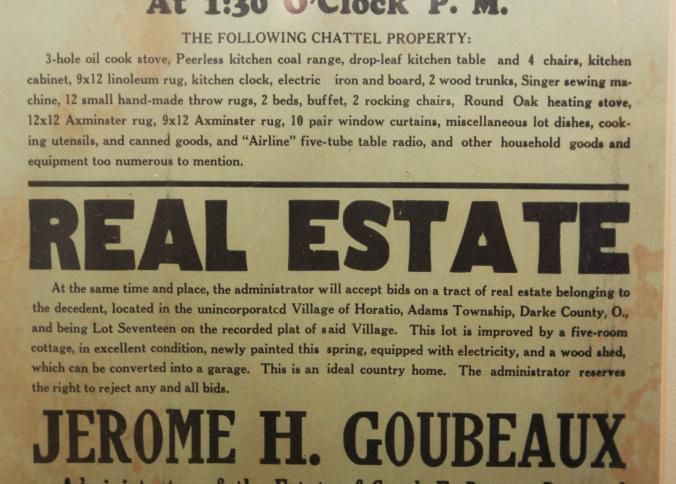 At 1:30 O'Clock P. M.
THE FOLLOWING CHATTEL PROPERTY:
3-hole oil cook stove, Peerless kitchen coal range, drop-leaf kitchen table and 4 chairs, kitchen
cabinet, 9x12 linoleum rug, kitchen clock, electric iron and board, 2 wood trunks, Singer sewing ma-
chine, 12 small hand-made throw rugs, 2 beds, buffet, 2 rocking chairs, Round Oak heating stove,
12x12 Axminster rug, 9x12 Axminster rug, 10 pair window curtains, miscellaneous lot dishes, cook-
ing utensils, and canned goods, and "Airline" five-tube table radio, and other household goods and
equipment too numerous to mention.
REAL ESTATE
At the same time and place, the administrator will accept bids on a tract of real estate belonging to
the decedent, located in the unincorporated Village of Horatio, Adams Township, Darke County, O.,
and being Lot Seventeen on the recorded plat of said Village. This lot is improved by a five-room
cottage, in excellent condition, newly painted this spring, equipped with electricity, and a wood shed,
which can be converted into a garage. This is an ideal country home. The administrator reserves
the right to reject any and all bids.
JEROME H. GOUBEAUX